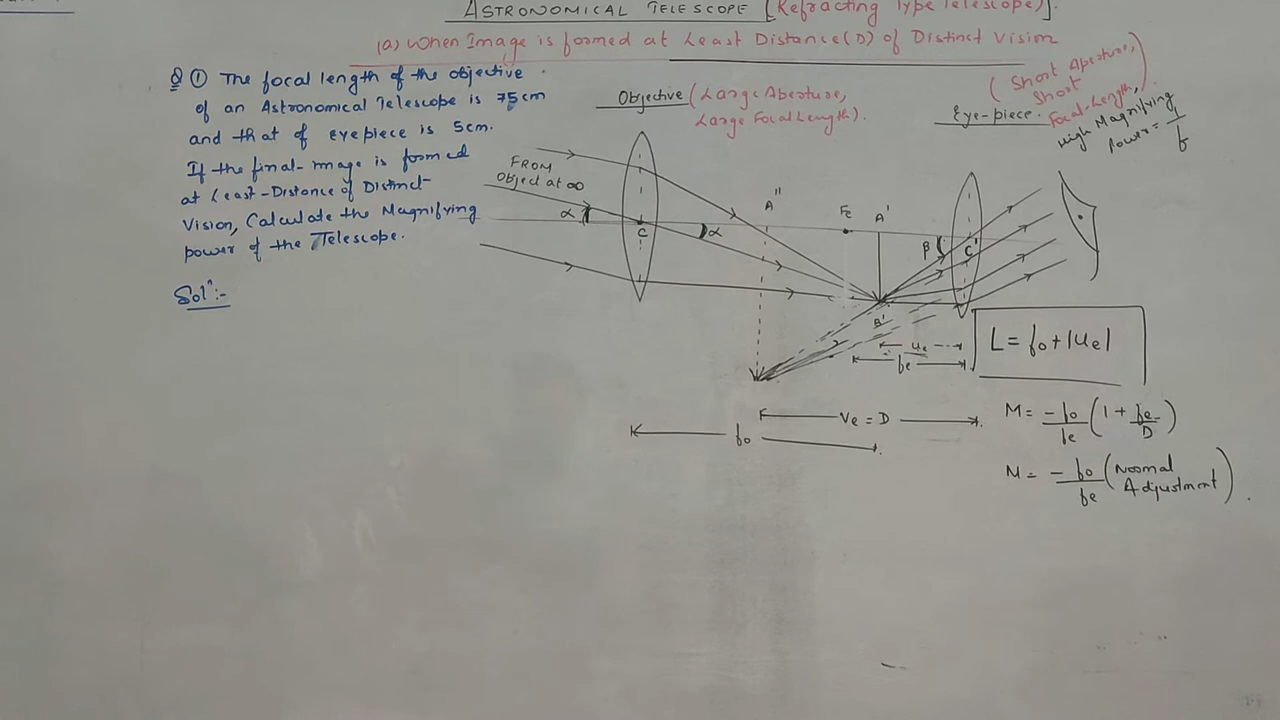 ASTRONOMICAL TELESCOPE [Refracting Type Telescope].
(a) When Image is formed at Least Distance(D) of Distinct Vision
Q ① The focal length of the objective
of an Astronomical Telescope is 75cm
and that of eyepiece is 5cm.
If the final-image is formed
at Least-Distance of Distinct
Vision, Calculate the Magnifying
power of the Telescope.
Solⁿ:-
Objective (Large Aperture,
Large Focal Length).
Eye-piece.
(Short Aperture,
Short
Focal-Length,)
High Magnifying
Power = 1/f
FROM
Object at ∞
α
C
α
A"
Fe
A'
β
C'
B'
ue
fe
Ve = D
fo
L = fo + |ue|
M = -fo/fe (1 + fe/D)
M = -fo/fe (Normal
Adjustment).